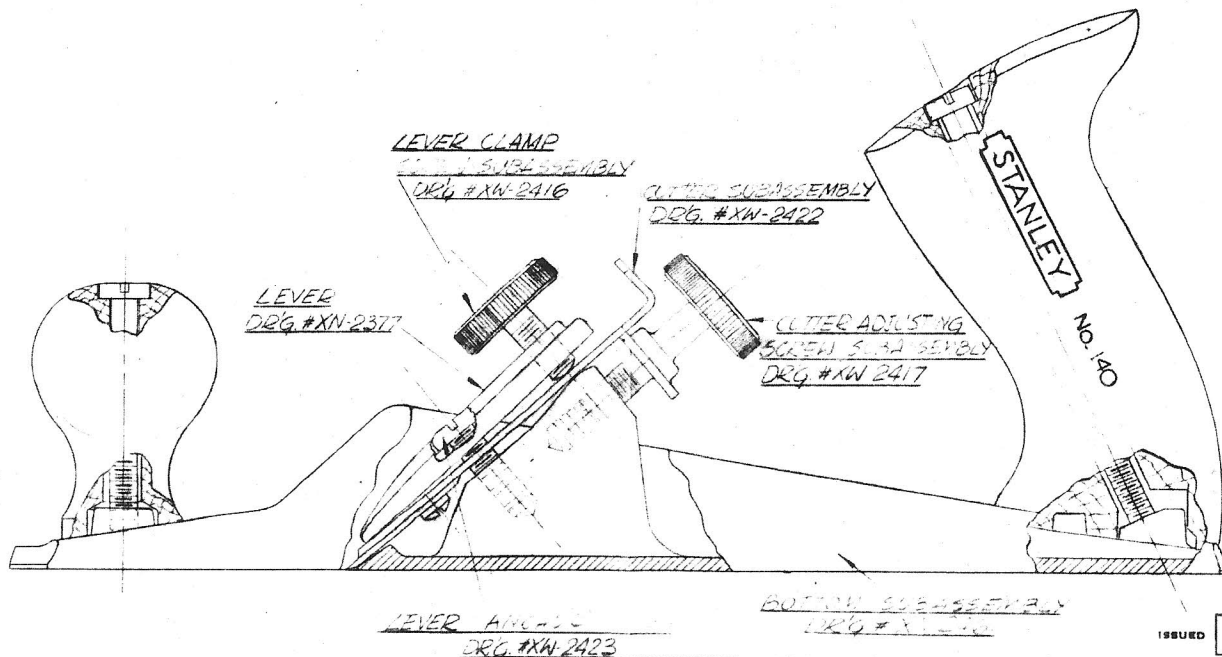 LEVER CLAMP
SUBASSEMBLY
DRG #XW-2416
CUTTER SUBASSEMBLY
DRG. #XW-2422
LEVER
DRG. #XN-2377
CUTTER ADJUSTING
SCREW SUBASSEMBLY
DRG #XW 2417
STANLEY
NO. 140
LEVER
DRG. #XW-2423
BOTTOM SUBASSEMBLY
DRG #
ISSUED